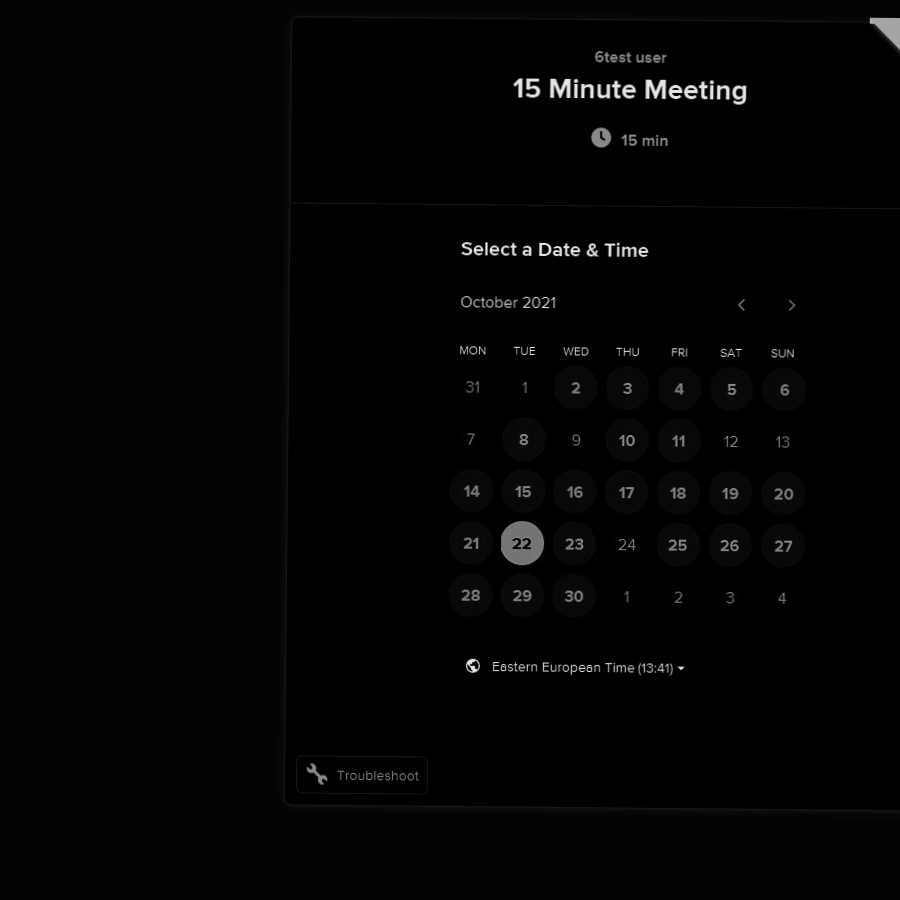 6test user
15 Minute Meeting
15 min
Select a Date & Time
October 2021
MON TUE WED THU FRI SAT SUN
31 1 2 3 4 5 6
7 8 9 10 11 12 13
14 15 16 17 18 19 20
21 22 23 24 25 26 27
28 29 30 1 2 3 4
Eastern European Time (13:41)
Troubleshoot